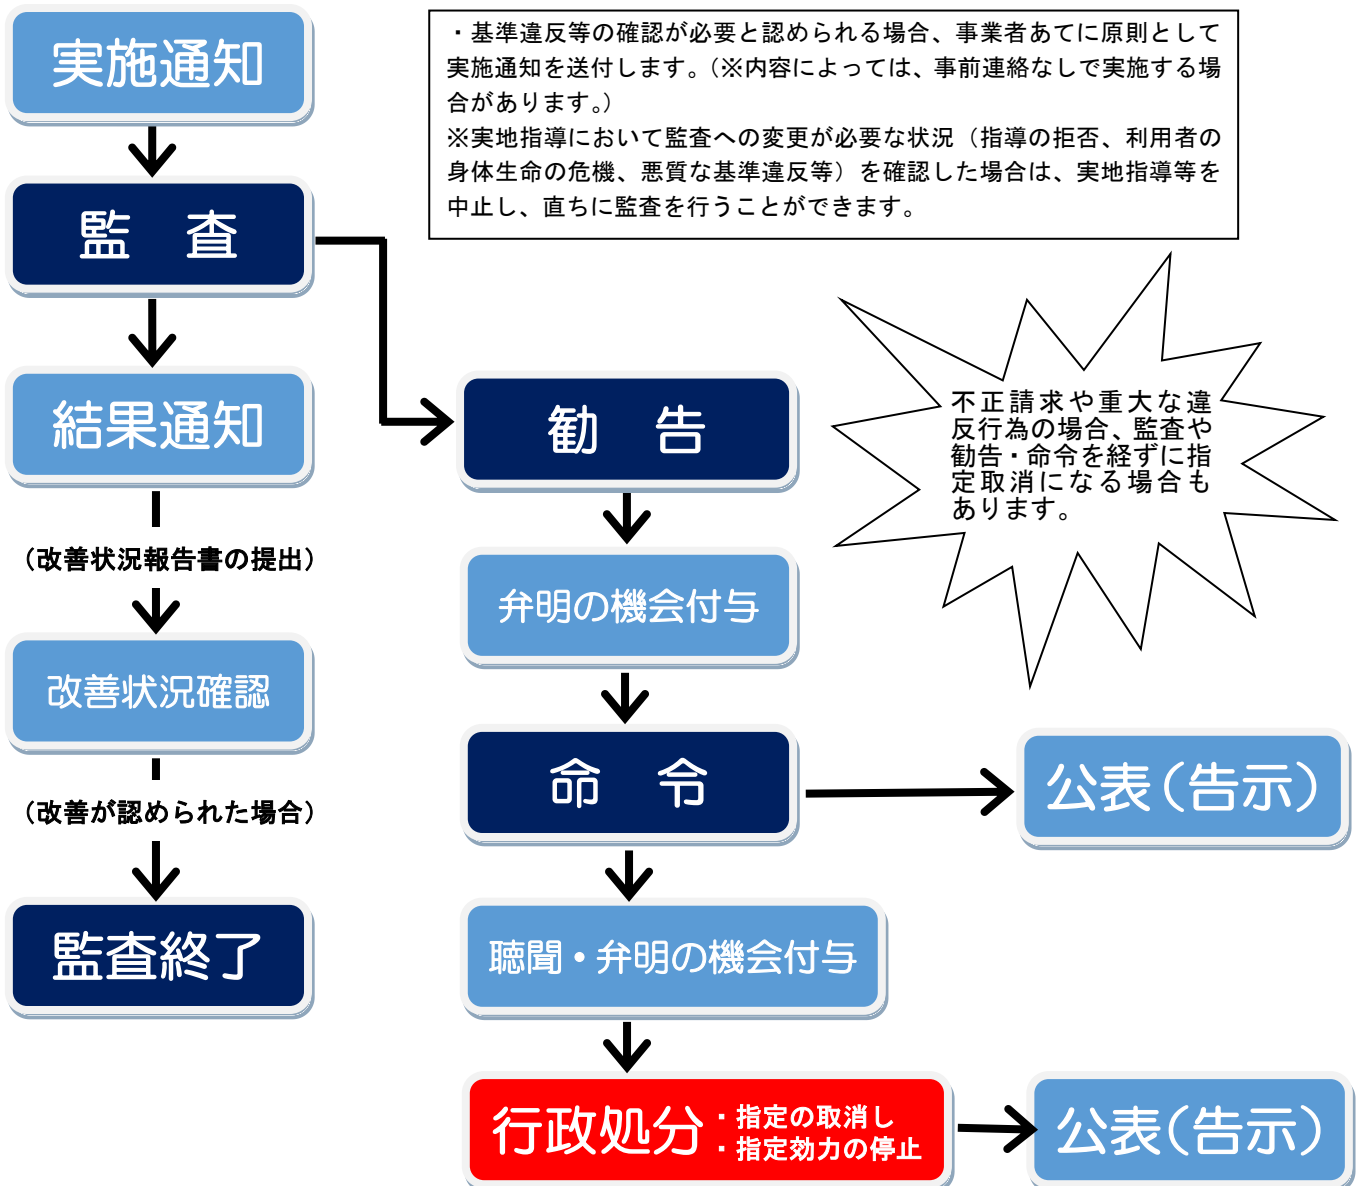 実施通知
・基準違反等の確認が必要と認められる場合、事業者あてに原則として
実施通知を送付します。（※内容によっては、事前連絡なしで実施する場
合があります。）
※実地指導において監査への変更が必要な状況（指導の拒否、利用者の
身体生命の危機、悪質な基準違反等）を確認した場合は、実地指導等を
中止し、直ちに監査を行うことができます。
監　査
結果通知
（改善状況報告書の提出）
改善状況確認
（改善が認められた場合）
監査終了
勧　告
弁明の機会付与
命　令
公表（告示）
聴聞・弁明の機会付与
行政処分
・指定の取消し
・指定効力の停止
公表（告示）
不正請求や重大な違
反行為の場合、監査や
勧告・命令を経ずに指
定取消になる場合も
あります。